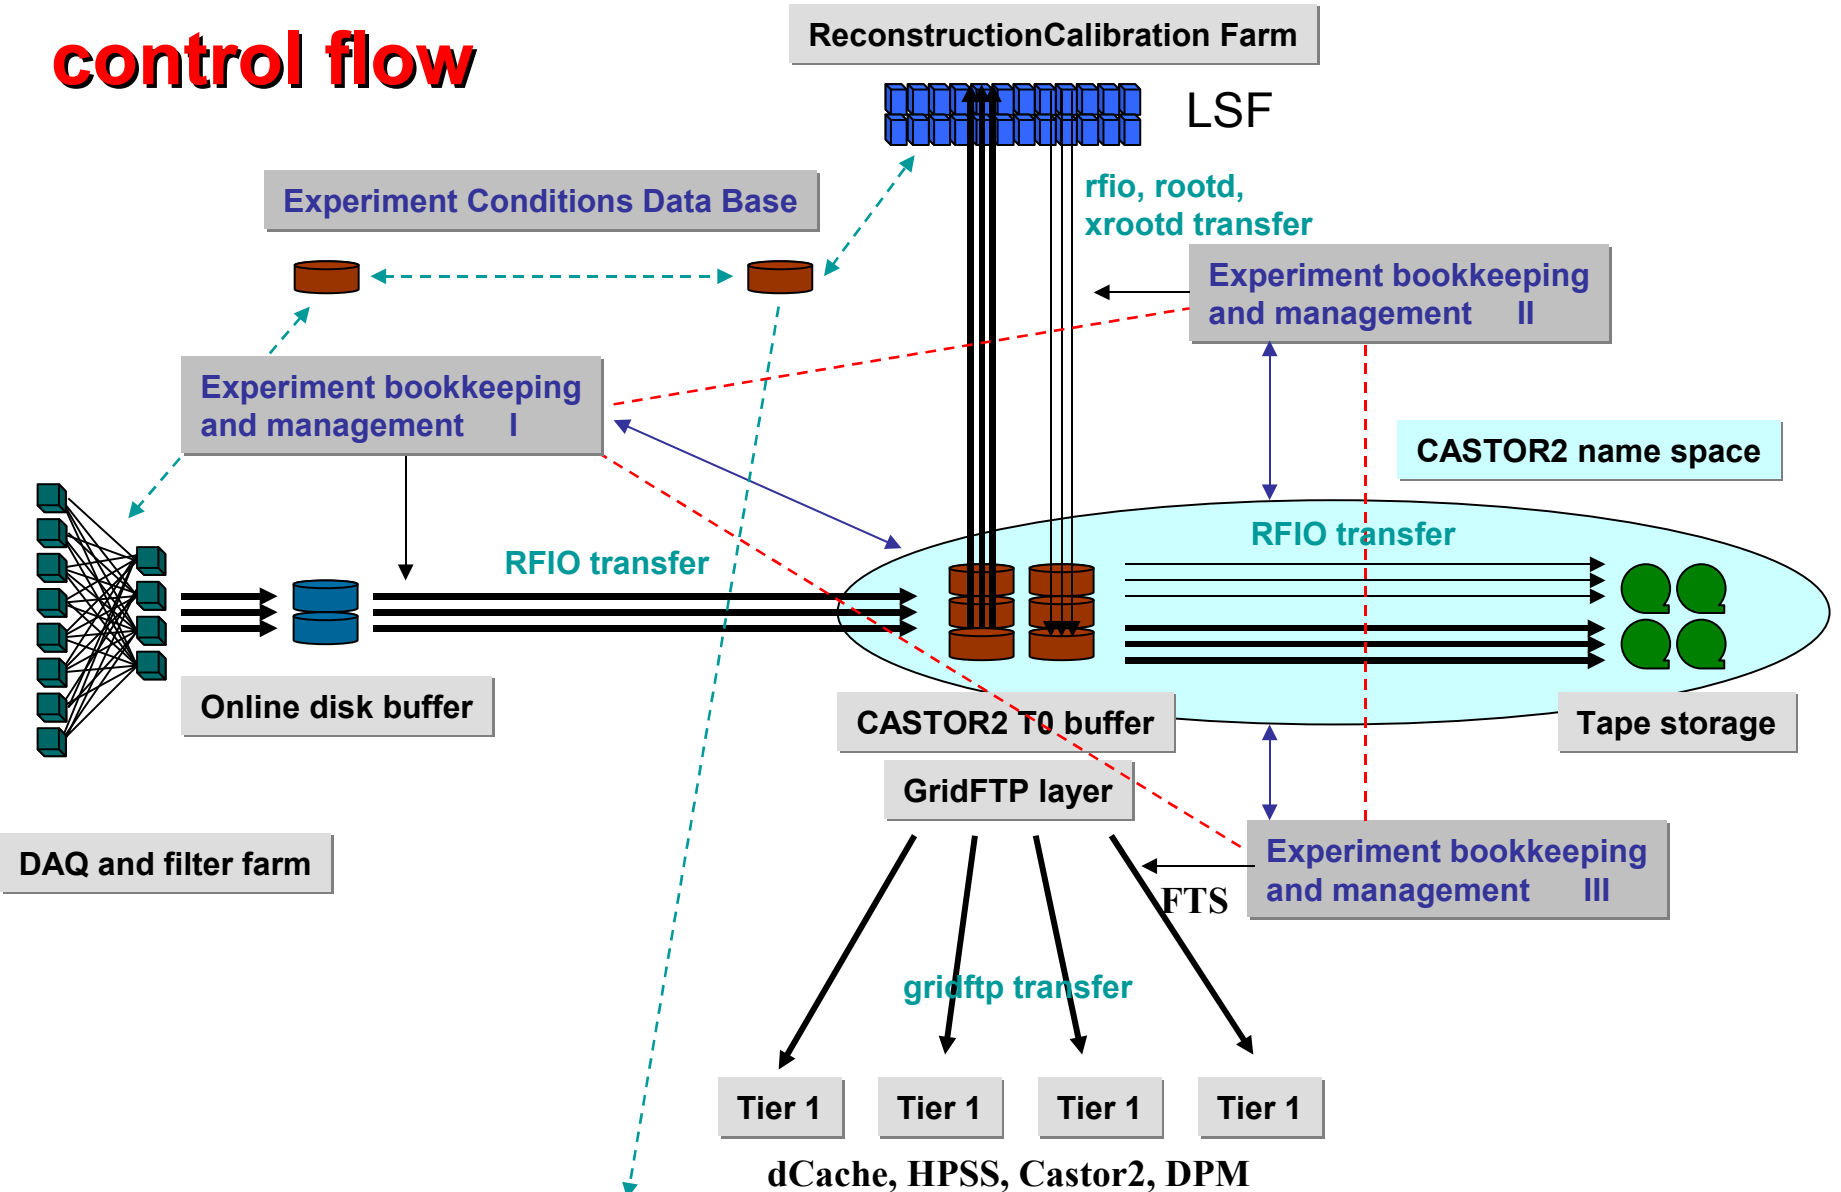 control flow
ReconstructionCalibration Farm
LSF
Experiment Conditions Data Base
rfio, rootd,
xrootd transfer
Experiment bookkeeping
and management II
Experiment bookkeeping
and management I
CASTOR2 name space
RFIO transfer
RFIO transfer
Online disk buffer
CASTOR2 T0 buffer
Tape storage
GridFTP layer
DAQ and filter farm
Experiment bookkeeping
and management III
FTS
gridftp transfer
Tier 1
Tier 1
Tier 1
Tier 1
dCache, HPSS, Castor2, DPM